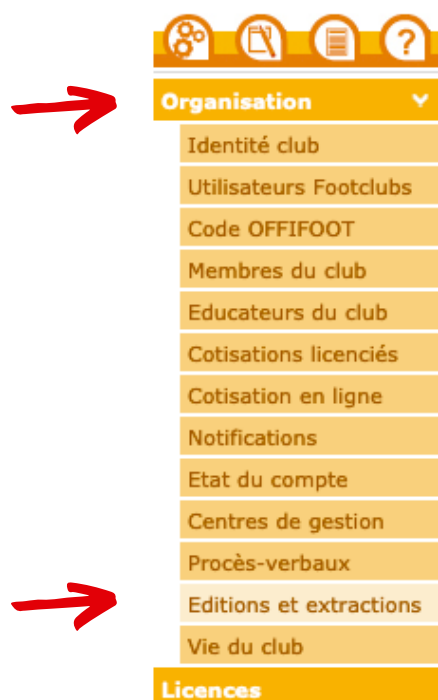 ?
Organisation
Identité club
Utilisateurs Footclubs
Code OFFIFOOT
Membres du club
Educateurs du club
Cotisations licenciés
Cotisation en ligne
Notifications
Etat du compte
Centres de gestion
Procès-verbaux
Editions et extractions
Vie du club
Licences